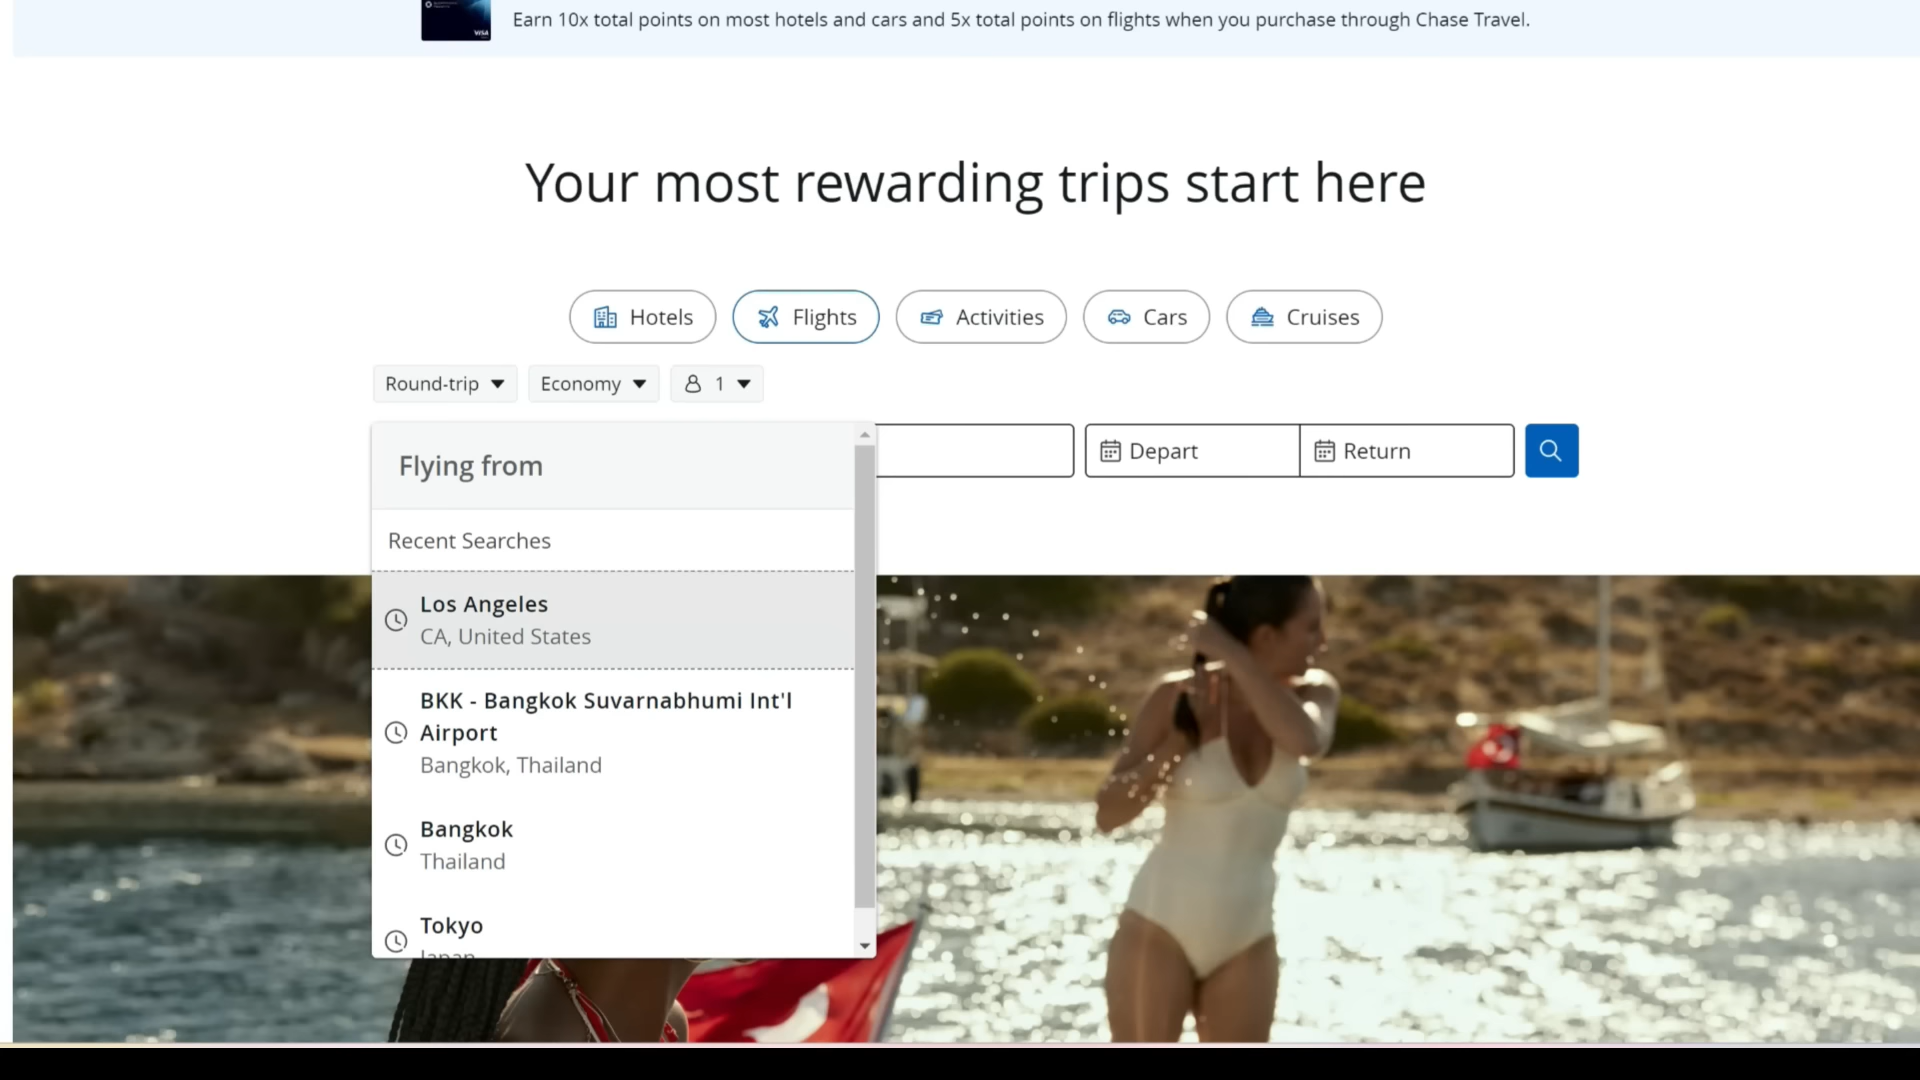 VISA
Earn 10x total points on most hotels and cars and 5x total points on flights when you purchase through Chase Travel.
Your most rewarding trips start here
Hotels
Flights
Activities
Cars
Cruises
Round-trip
Economy
1
Flying from
Depart
Return
Recent Searches
Los Angeles
CA, United States
BKK - Bangkok Suvarnabhumi Int'l
Airport
Bangkok, Thailand
Bangkok
Thailand
Tokyo
Japan